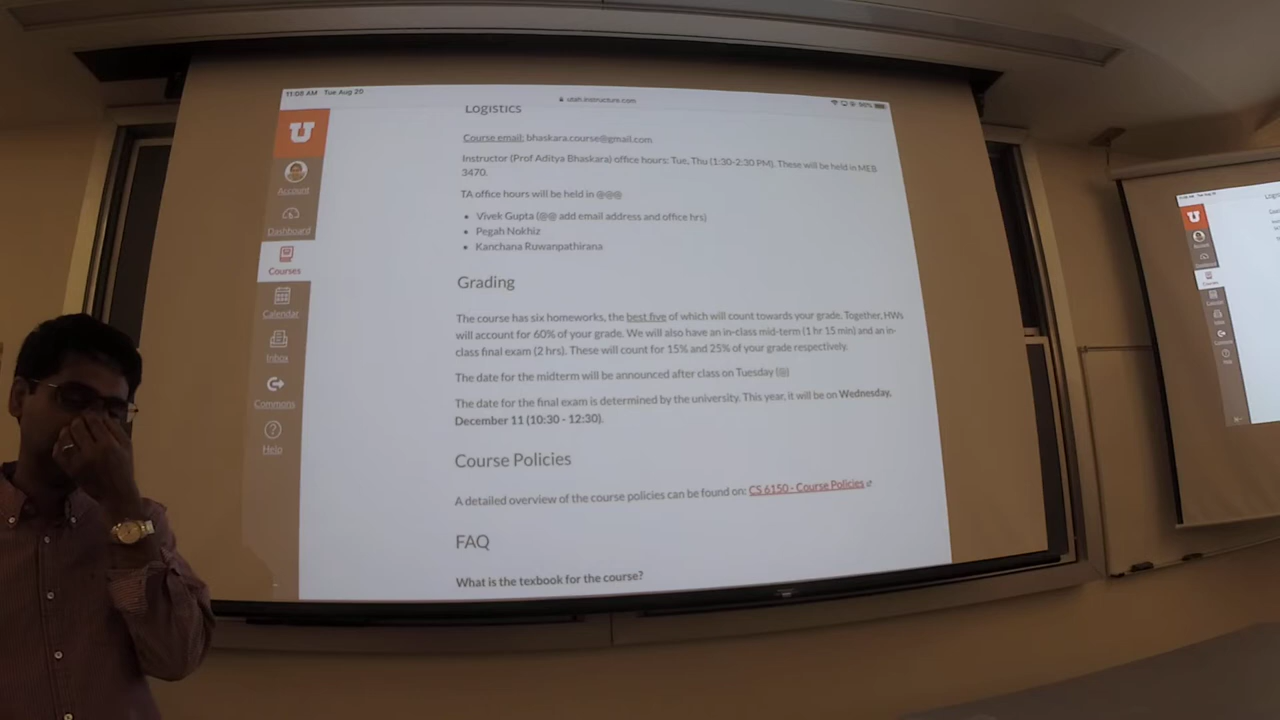 11:08 AM Tue Aug 20
utah.instructure.com
50%
Logistics
Course email: bhaskara.course@gmail.com
Instructor (Prof Aditya Bhaskara) office hours: Tue, Thu (1:30-2:30 PM). These will be held in MEB
3470.
TA office hours will be held in @@@
• Vivek Gupta (@@ add email address and office hrs)
• Pegah Nokhiz
• Kanchana Ruwanpathirana
Grading
The course has six homeworks, the best five of which will count towards your grade. Together, HWs
will account for 60% of your grade. We will also have an in-class mid-term (1 hr 15 min) and an in-
class final exam (2 hrs). These will count for 15% and 25% of your grade respectively.
The date for the midterm will be announced after class on Tuesday (@)
The date for the final exam is determined by the university. This year, it will be on Wednesday,
December 11 (10:30 - 12:30).
Course Policies
A detailed overview of the course policies can be found on: CS 6150 - Course Policies
FAQ
What is the texbook for the course?
U
Account
Dashboard
Courses
Calendar
Inbox
Commons
Help
U